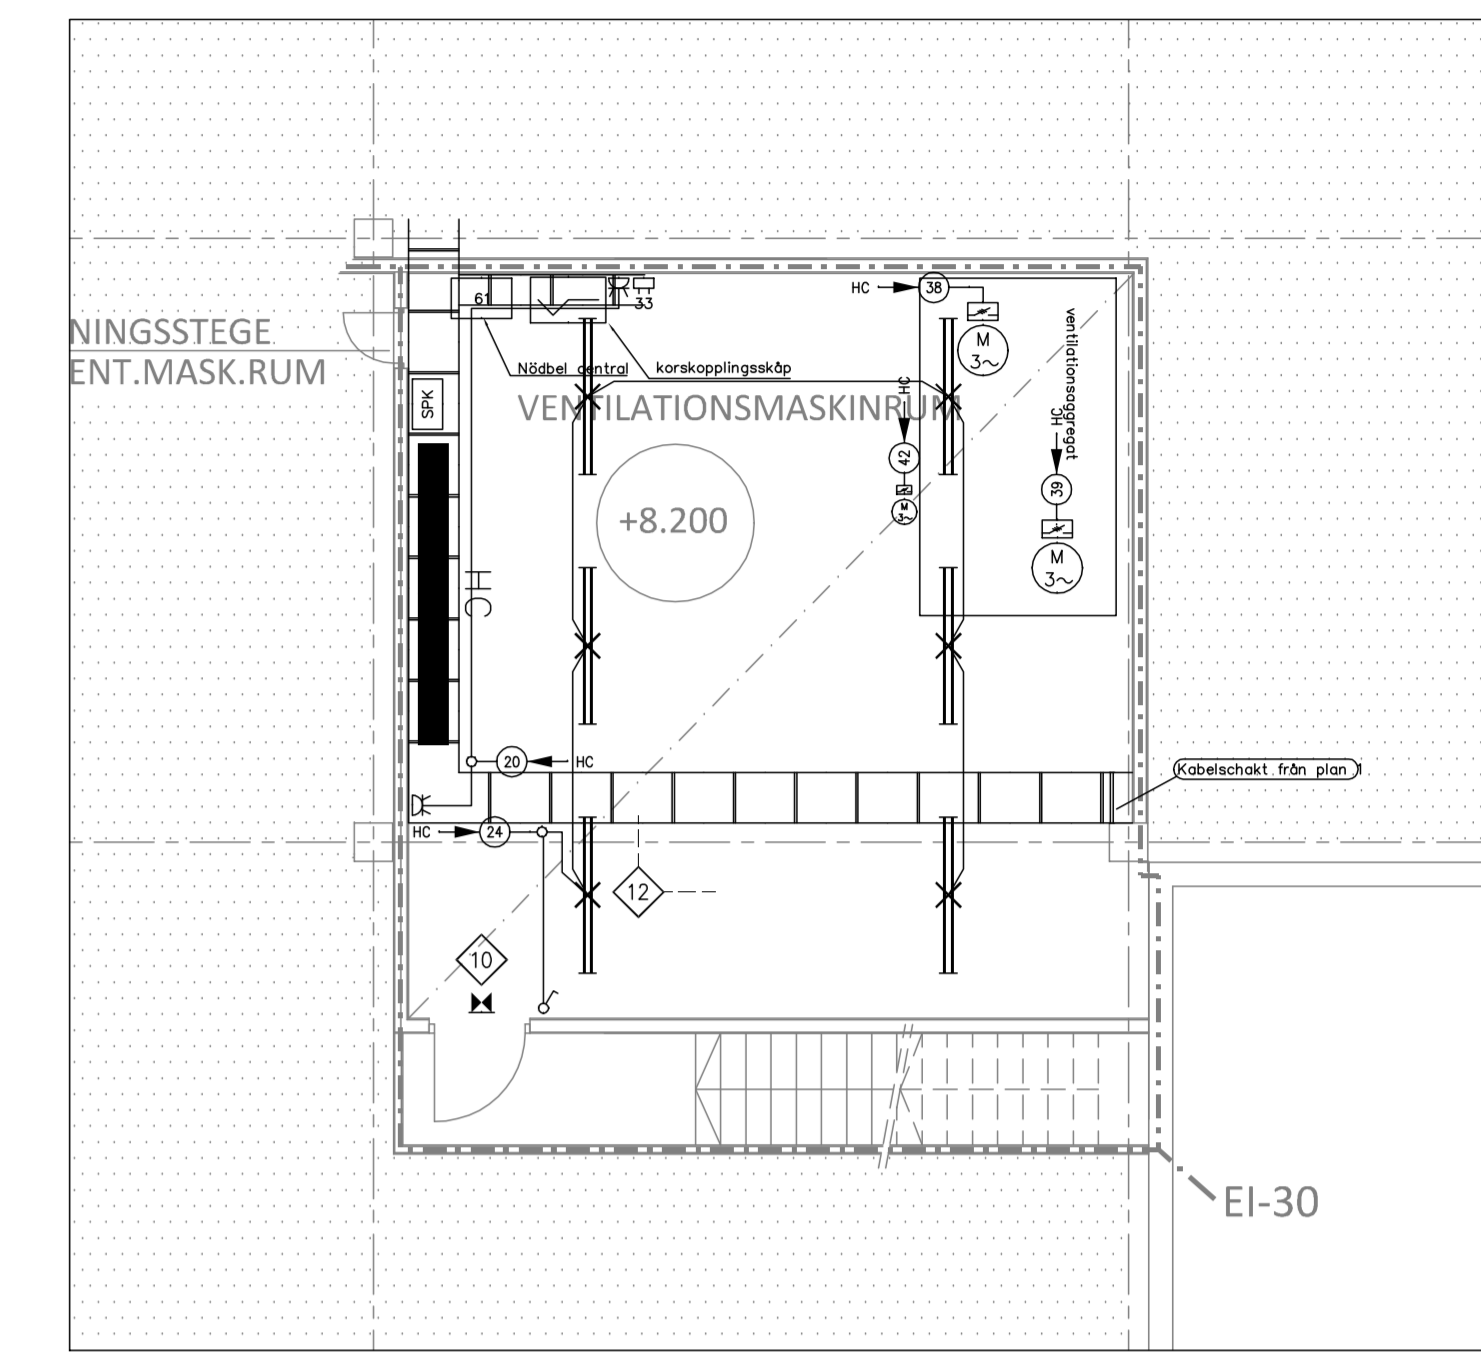 61
33
HC
38
M
3~
NINGSSTEGE
ENT.MASK.RUM
Nödbel central
korskopplingsskåp
ventilationsaggregat
SPK
VENTILATIONSMASKINRUM
HC
42
M
3~
HC
39
M
3~
+8.200
HC
20
HC
Kabelschakt från plan 1
HC
24
12
10
EI-30